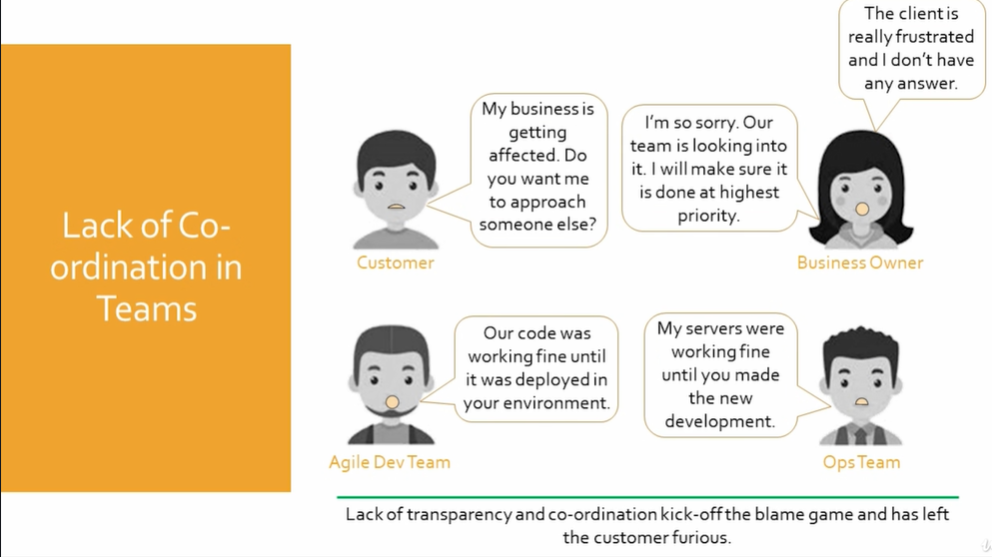 Lack of Co-
ordination in
Teams
The client is
really frustrated
and I don't have
any answer.
My business is
getting
affected. Do
you want me
to approach
someone else?
I'm so sorry. Our
team is looking into
it. I will make sure it
is done at highest
priority.
Customer
Business Owner
Our code was
working fine until
it was deployed in
your environment.
My servers were
working fine
until you made
the new
development.
Agile Dev Team
Ops Team
Lack of transparency and co-ordination kick-off the blame game and has left
the customer furious.